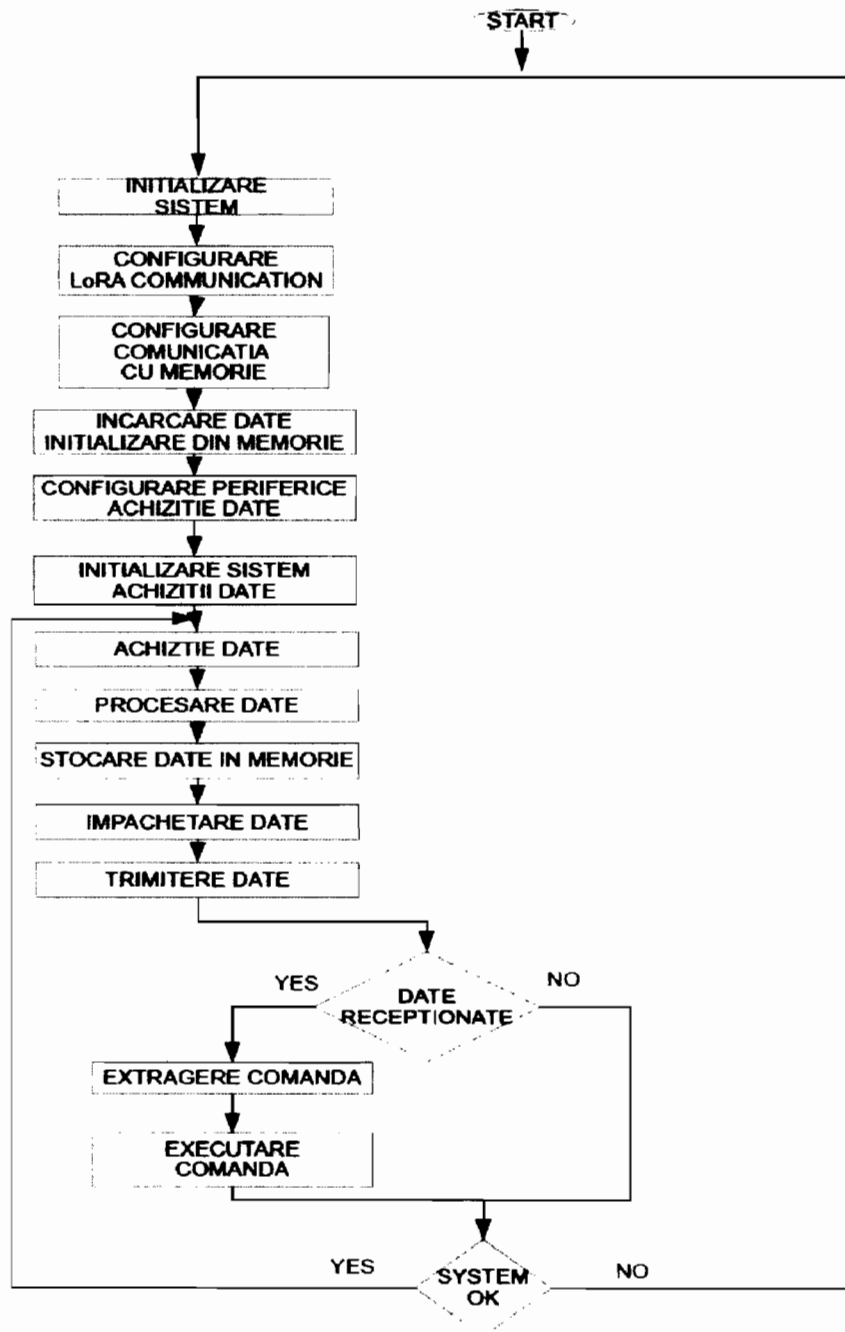 START
INITIALIZARE
SISTEM
CONFIGURARE
LoRA COMMUNICATION
CONFIGURARE
COMUNICATIA
CU MEMORIE
INCARCARE DATE
INITIALIZARE DIN MEMORIE
CONFIGURARE PERIFERICE
ACHIZITIE DATE
INITIALIZARE SISTEM
ACHIZITII DATE
ACHIZTIE DATE
PROCESARE DATE
STOCARE DATE IN MEMORIE
IMPACHETARE DATE
TRIMITERE DATE
YES
NO
DATE
RECEPTIONATE
EXTRAGERE COMANDA
EXECUTARE
COMANDA
YES
NO
SYSTEM
OK